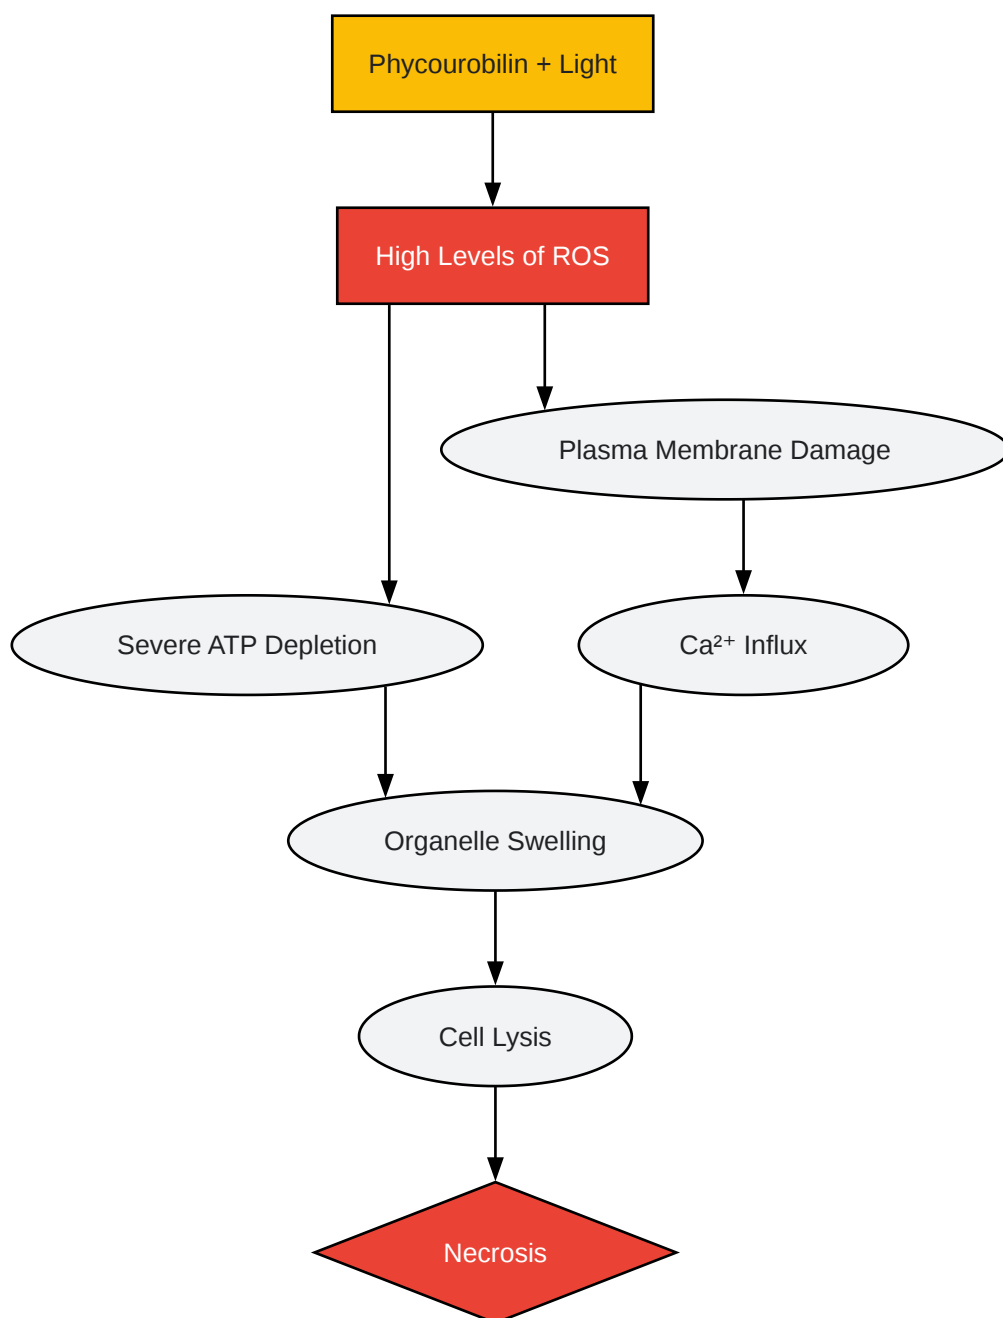 Phycourobilin + Light
High Levels of ROS
Plasma Membrane Damage
Severe ATP Depletion
Ca²⁺ Influx
Organelle Swelling
Cell Lysis
Necrosis